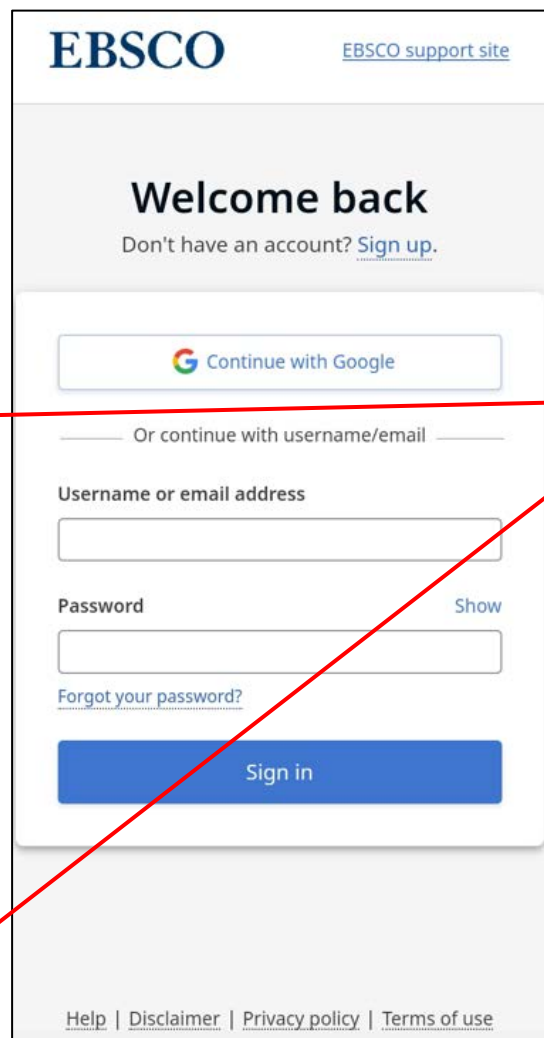 EBSCO EBSCO support site
Welcome back
Don't have an account? Sign up.
Continue with Google
Or continue with username/email
Username or email address
Password Show
Forgot your password?
Sign in
Help | Disclaimer | Privacy policy | Terms of use